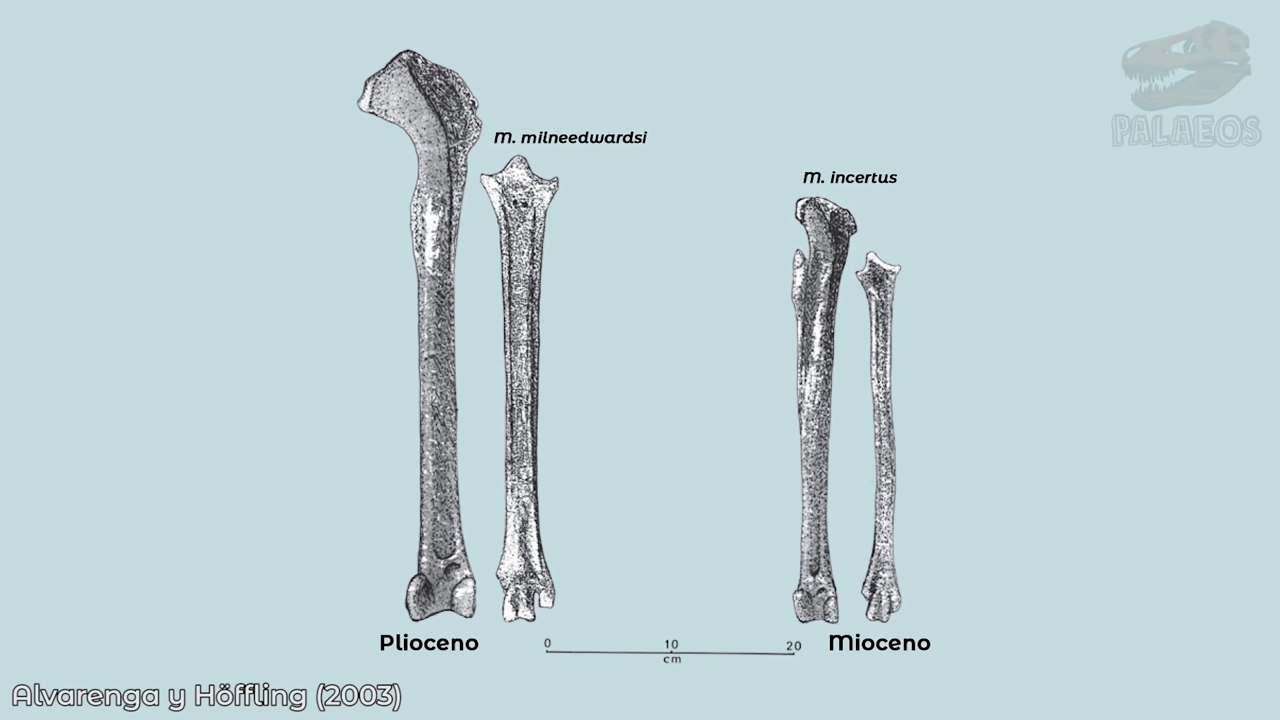 PALAEOS
M. milneedwardsi
M. incertus
Plioceno
0 10 20
cm
Mioceno
Alvarenga y Höffling (2003)